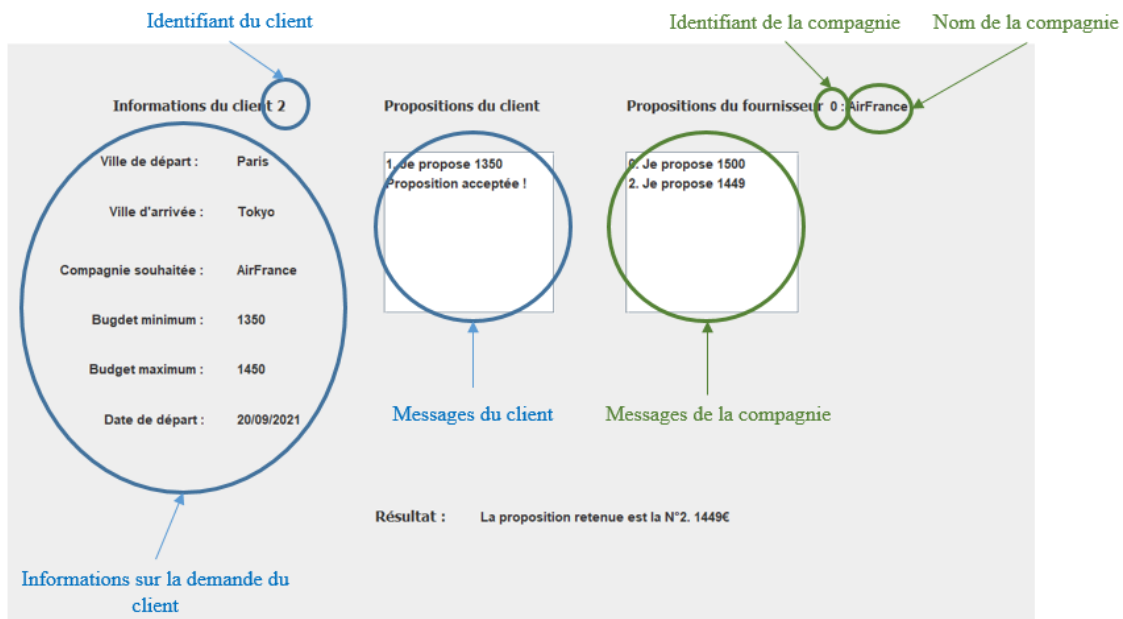 Identifiant du client
Identifiant de la compagnie
Nom de la compagnie
Informations du client 2
Propositions du client
Propositions du fournisseur 0 : AirFrance
Ville de départ : Paris
Ville d'arrivée : Tokyo
Compagnie souhaitée : AirFrance
Bugdet minimum : 1350
Budget maximum : 1450
Date de départ : 20/09/2021
1. Je propose 1350
Proposition acceptée !
0. Je propose 1500
2. Je propose 1449
Messages du client
Messages de la compagnie
Résultat : La proposition retenue est la N°2. 1449€
Informations sur la demande du
client